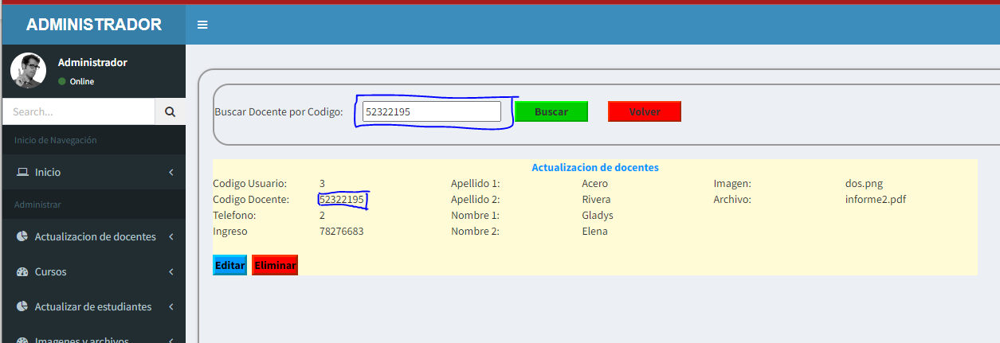 ADMINISTRADOR
Administrador
Online
Search...
Inicio de Navegación
Inicio
Administrar
Actualizacion de docentes
Cursos
Actualizar de estudiantes
Imagenes y archivos
Buscar Docente por Codigo: 52322195 Buscar Volver
Actualizacion de docentes
Codigo Usuario: 3 Apellido 1: Acero Imagen: dos.png
Codigo Docente: 52322195 Apellido 2: Rivera Archivo: informe2.pdf
Telefono: 2 Nombre 1: Gladys
Ingreso 78276683 Nombre 2: Elena
Editar Eliminar